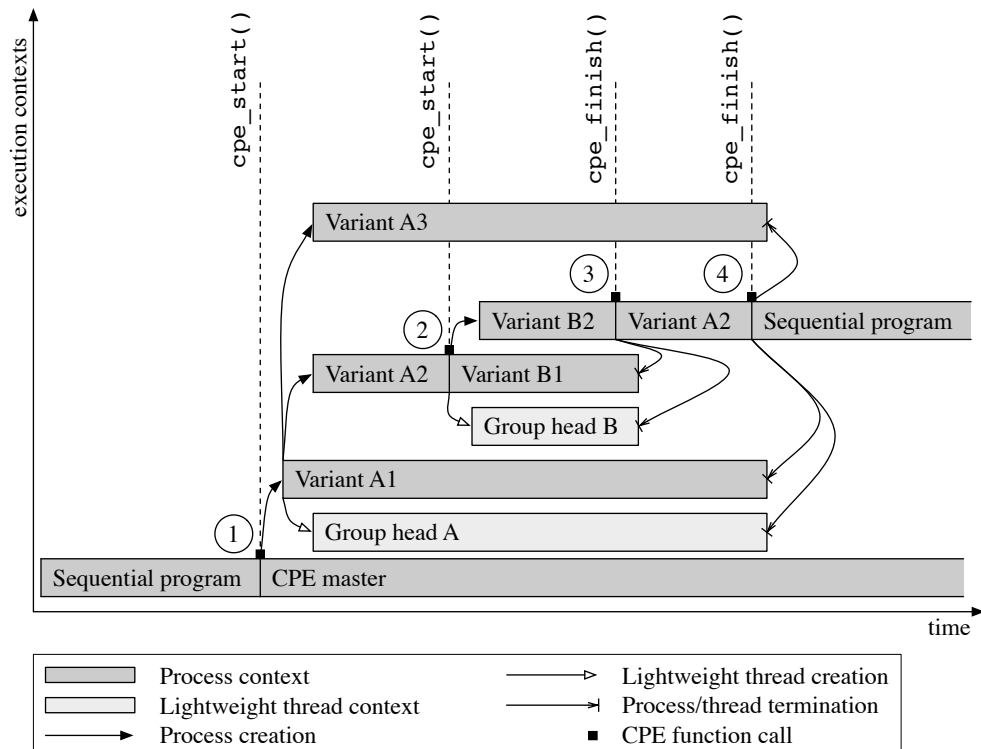 cpe_start()
cpe_start()
cpe_finish()
cpe_finish()
execution contexts
Variant A3
3
4
Variant B2
Variant A2
Sequential program
2
Variant A2
Variant B1
Group head B
Variant A1
1
Group head A
Sequential program
CPE master
time
Process context
Lightweight thread context
Process creation
Lightweight thread creation
Process/thread termination
CPE function call